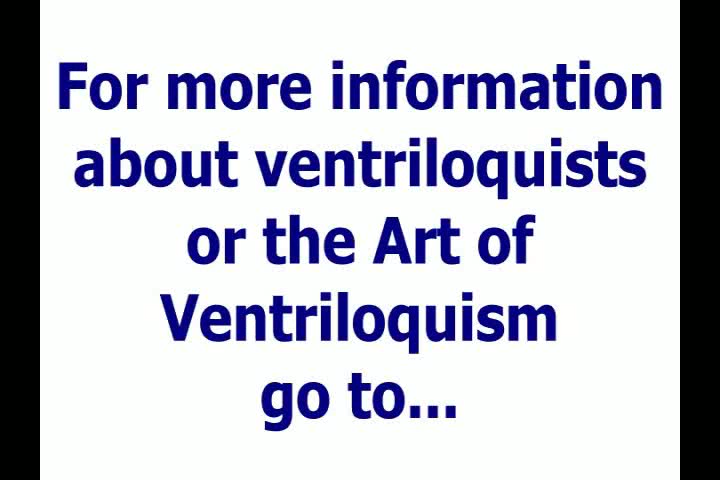 For more information
about ventriloquists
or the Art of
Ventriloquism
go to...